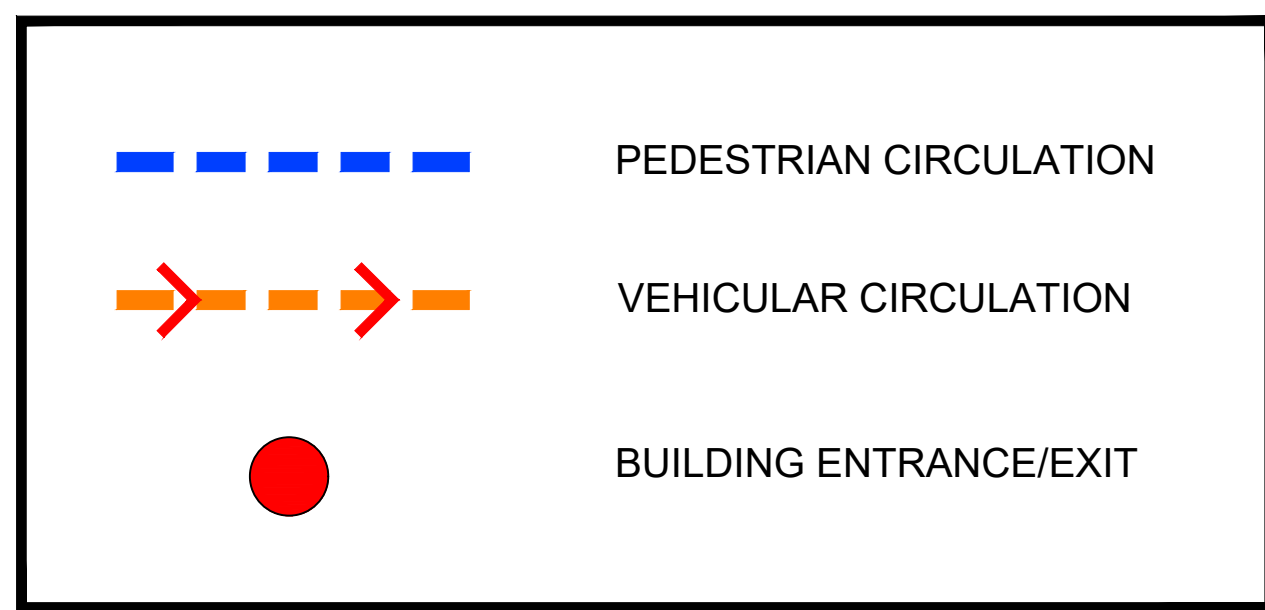 PEDESTRIAN CIRCULATION
VEHICULAR CIRCULATION
BUILDING ENTRANCE/EXIT